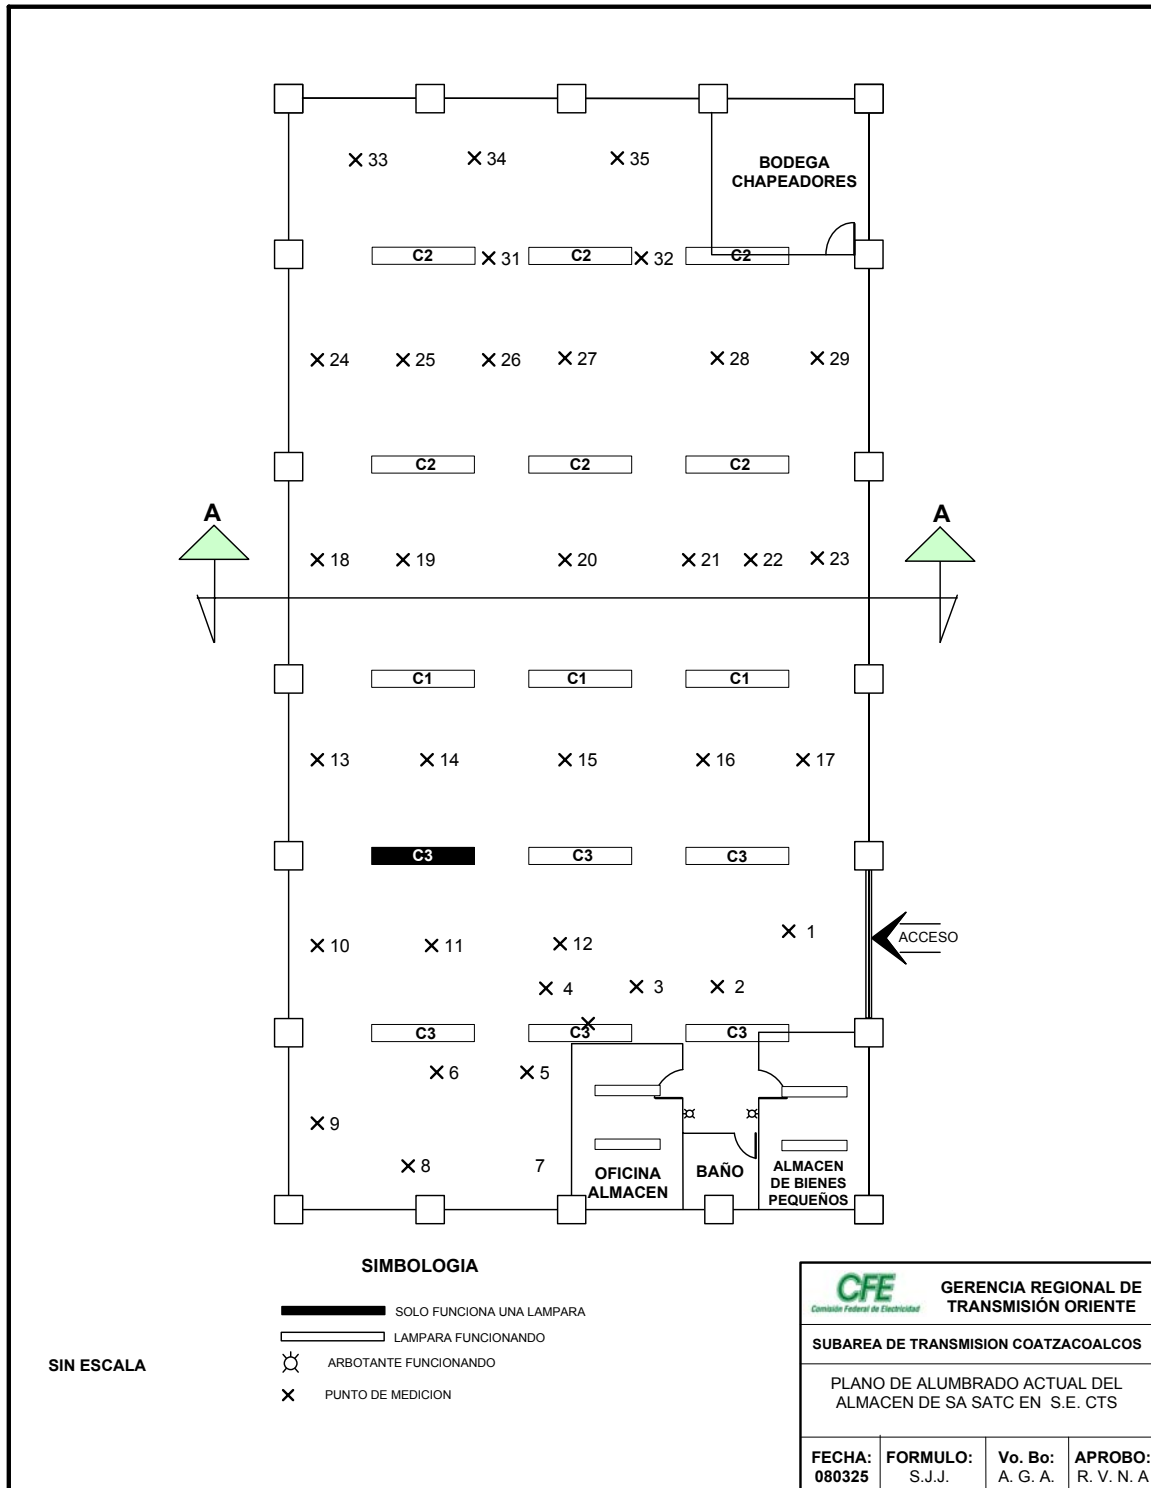 33 34 35
BODEGA
CHAPEADORES
C2 31 C2 32 C2
24 25 26 27 28 29
C2 C2 C2
A A
18 19 20 21 22 23
C1 C1 C1
13 14 15 16 17
C3 C3 C3
1
ACCESO
10 11 12
4 3 2
C3 C3 C3
6 5
9
8 7
OFICINA
ALMACEN
BAÑO
ALMACEN
DE BIENES
PEQUEÑOS
SIMBOLOGIA
SOLO FUNCIONA UNA LAMPARA
LAMPARA FUNCIONANDO
ARBOTANTE FUNCIONANDO
PUNTO DE MEDICION
SIN ESCALA
CFE
Comisión Federal de Electricidad
GERENCIA REGIONAL DE
TRANSMISIÓN ORIENTE
SUBAREA DE TRANSMISION COATZACOALCOS
PLANO DE ALUMBRADO ACTUAL DEL
ALMACEN DE SA SATC EN S.E. CTS
FECHA: FORMULO: Vo. Bo: APROBO:
080325 S.J.J. A. G. A. R. V. N. A